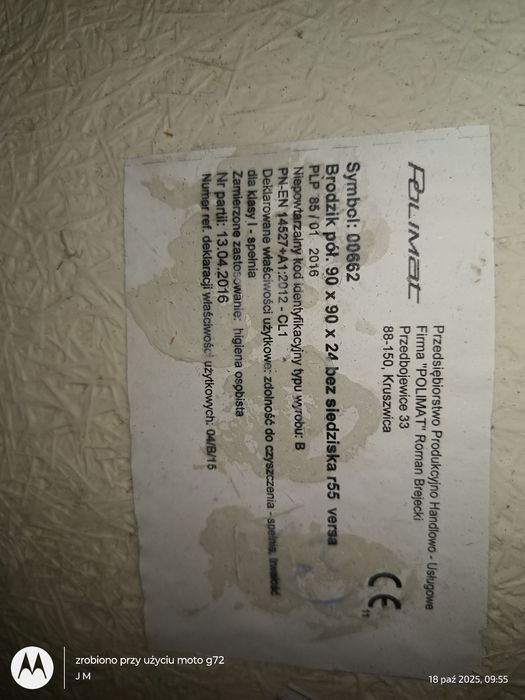 POLIMAT
Przedsiębiorstwo Produkcyjno Handlowo - Usługowe
Firma "POLIMAT" Roman Brejecki
Przedbojewice 33
88-150, Kruszwica
CE
11
Symbol: 00662
Brodzik pół. 90 x 90 x 24 bez siedziska r55 versa
PLP '85 / 01 2016
Niepowtarzalny kod identyfikacyjny typu wyrobu: B
PN-EN 14527+A1:2012 - CL1
Deklarowane właściwości użytkowe: zdolność do czyszczenia - spełnia, trwałość
dla klasy I - spełnia
Zamierzone zastosowanie: higiena osobista
Nr partii: 13.04.2016
Numer ref. deklaracji właściwości użytkowych: 04/B/15
zrobiono przy użyciu moto g72
J M
18 paź 2025, 09:55